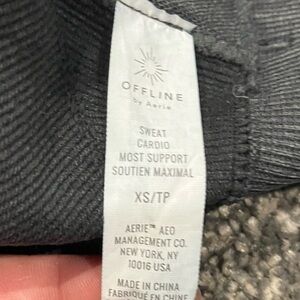 OFFLINE
by Aerie
SWEAT
CARDIO
MOST SUPPORT
SOUTIEN MAXIMAL
XS/TP
AERIE™ AEO
MANAGEMENT CO.
NEW YORK, NY
10016 USA
MADE IN CHINA
FABRIQUÉ EN CHINE